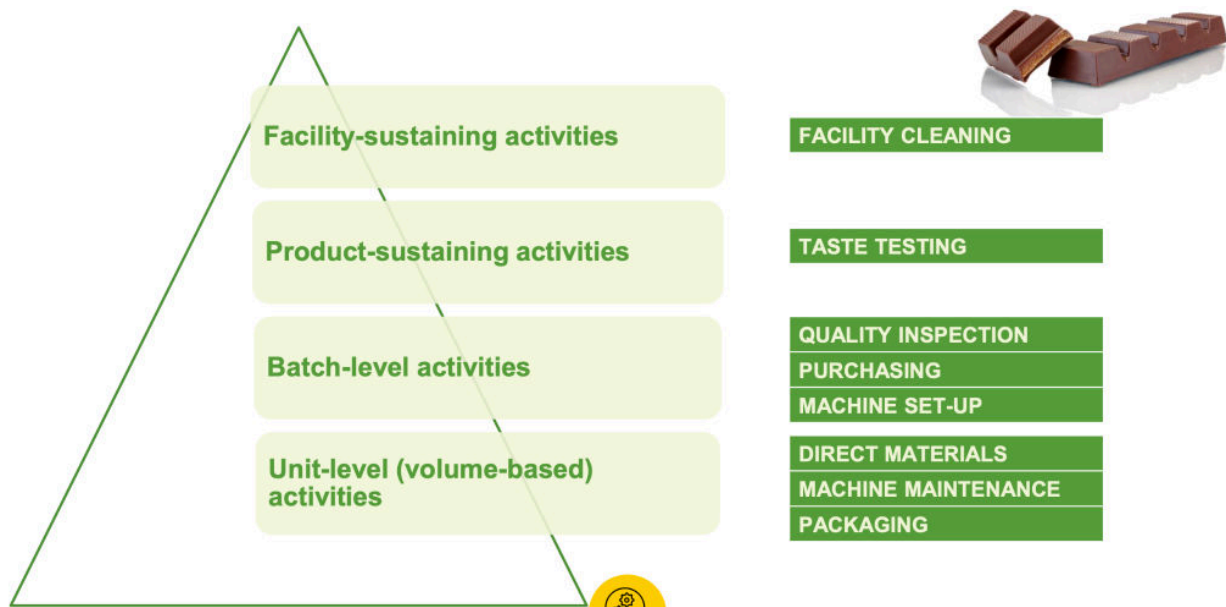 Facility-sustaining activities
FACILITY CLEANING
Product-sustaining activities
TASTE TESTING
Batch-level activities
QUALITY INSPECTION
PURCHASING
MACHINE SET-UP
Unit-level (volume-based)
activities
DIRECT MATERIALS
MACHINE MAINTENANCE
PACKAGING